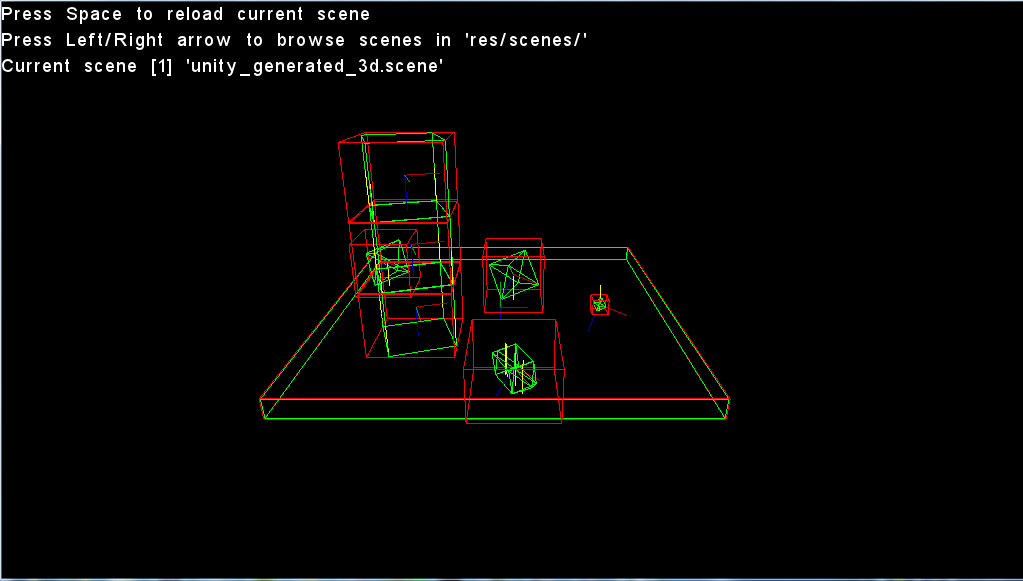 Press Space to reload current scene
Press Left/Right arrow to browse scenes in 'res/scenes/'
Current scene [1] 'unity_generated_3d.scene'